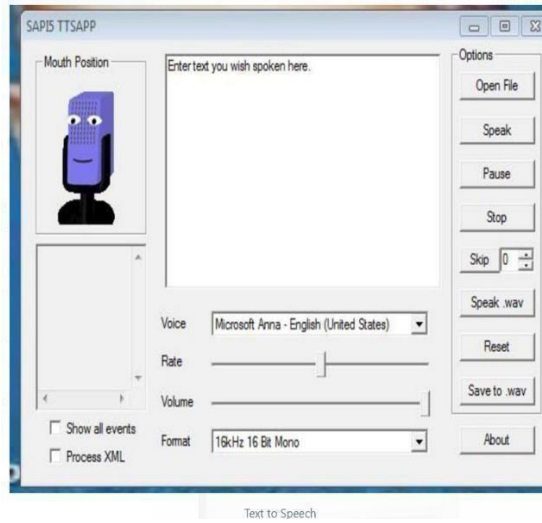 SAPI5 TTSAPP
Mouth Position
Enter text you wish spoken here.
Options
Open File
Speak
Pause
Stop
Skip 0
Speak .wav
Reset
Save to .wav
About
Voice Microsoft Anna - English (United States)
Rate
Volume
Format 16kHz 16 Bit Mono
Show all events
Process XML
Text to Speech